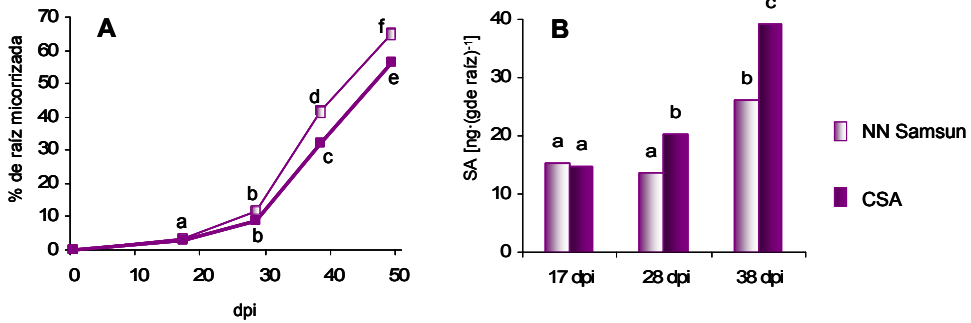 A
% de raíz micorrizada
70
60
50
40
30
20
10
0
f
e
d
c
b
b
a
0 10 20 30 40 50
dpi
B
SA [ng·(gde raíz)-1]
40
30
20
10
0
c
b
b
a
a a
17 dpi 28 dpi 38 dpi
NN Samsun
CSA